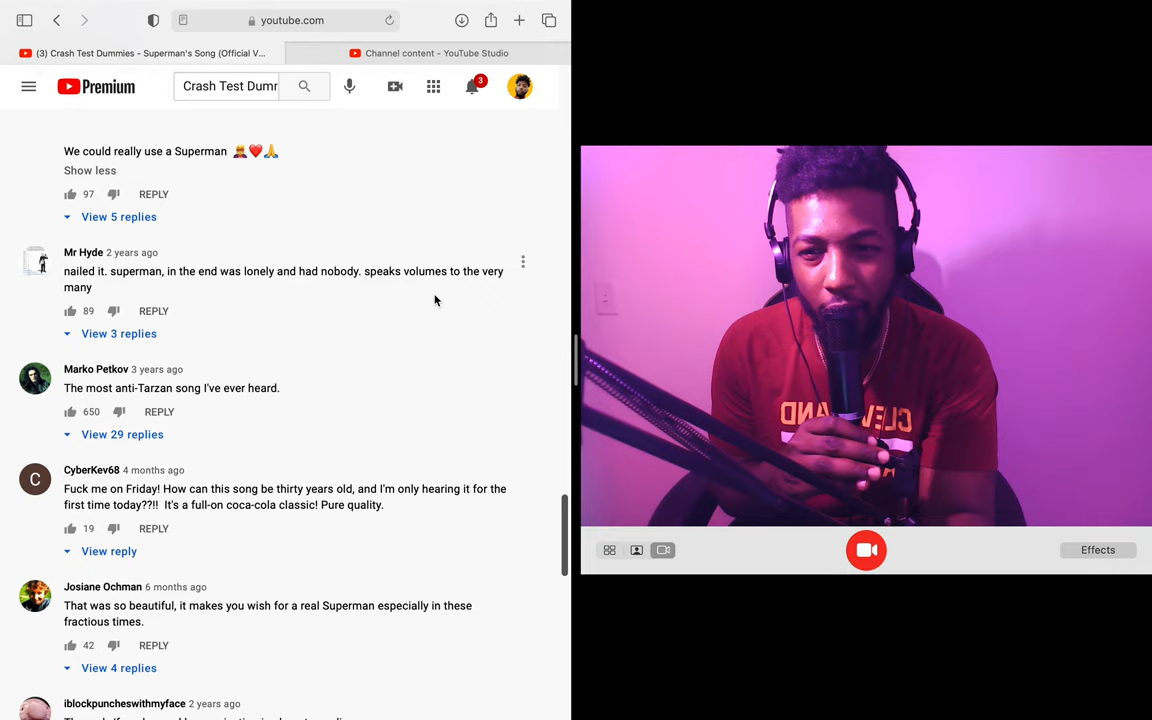 youtube.com
(3) Crash Test Dummies - Superman's Song (Official V...
Channel content - YouTube Studio
Premium
Crash Test Dumm
3
We could really use a Superman 🦸❤️🙏
Show less
97 REPLY
View 5 replies
Mr Hyde 2 years ago
nailed it. superman, in the end was lonely and had nobody. speaks volumes to the very
many
89 REPLY
View 3 replies
Marko Petkov 3 years ago
The most anti-Tarzan song I've ever heard.
650 REPLY
View 29 replies
C
CyberKev68 4 months ago
Fuck me on Friday! How can this song be thirty years old, and I'm only hearing it for the
first time today??!! It's a full-on coca-cola classic! Pure quality.
19 REPLY
View reply
Josiane Ochman 6 months ago
That was so beautiful, it makes you wish for a real Superman especially in these
fractious times.
42 REPLY
View 4 replies
iblockpuncheswithmyface 2 years ago
Effects